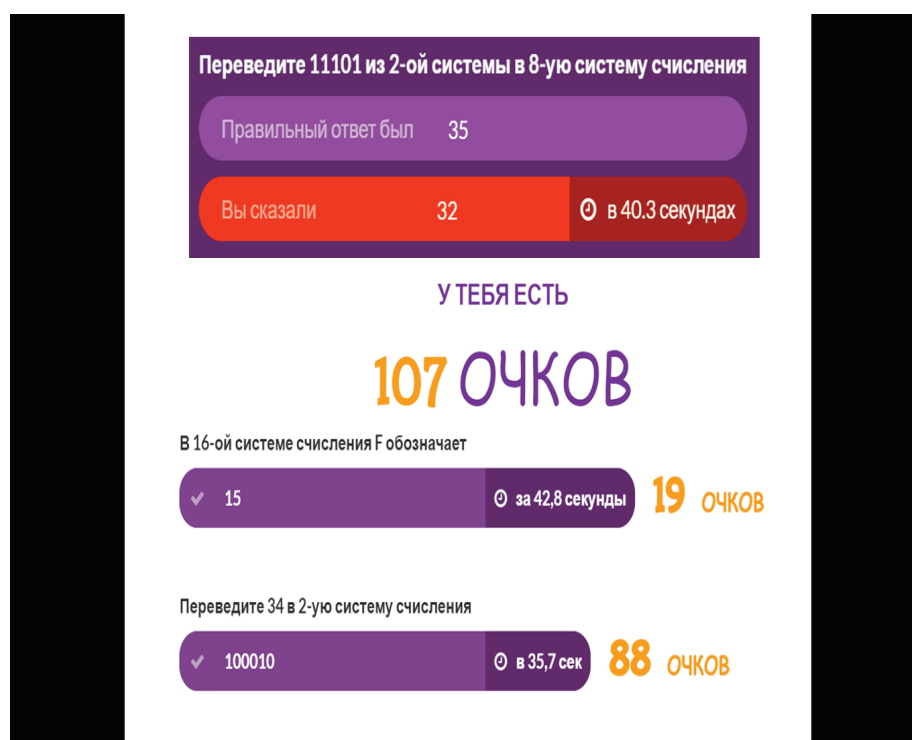 Переведите 11101 из 2-ой системы в 8-ую систему счисления
Правильный ответ был 35
Вы сказали 32 в 40.3 секундах
У ТЕБЯ ЕСТЬ
107 ОЧКОВ
В 16-ой системе счисления F обозначает
15 за 42,8 секунды 19 ОЧКОВ
Переведите 34 в 2-ую систему счисления
100010 в 35,7 сек 88 ОЧКОВ